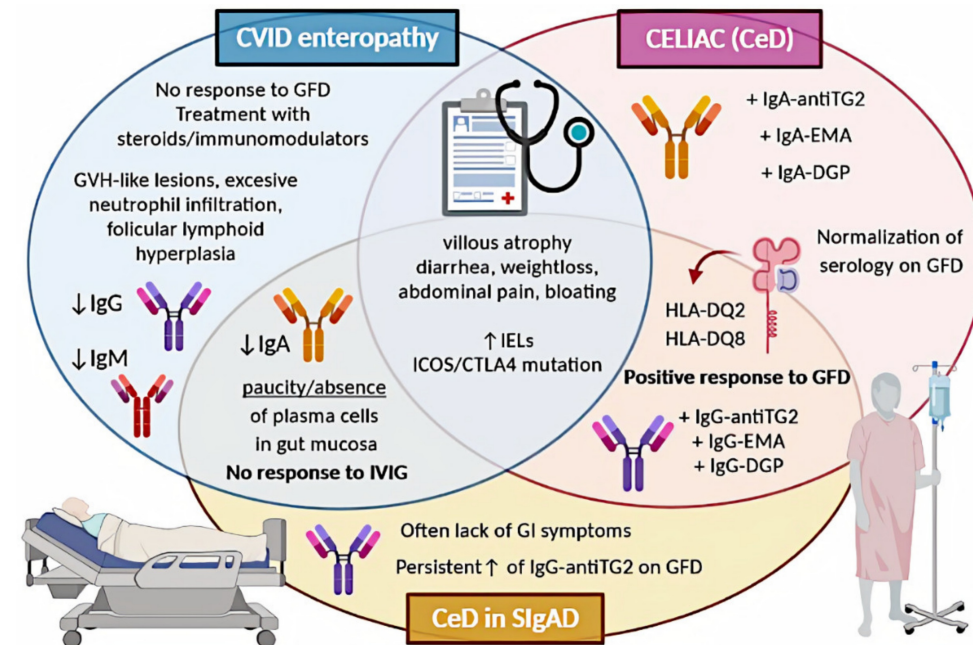 CVID enteropathy
CELIAC (CeD)
No response to GFD
Treatment with
steroids/immunomodulators
GVH-like lesions, excesive
neutrophil infiltration,
follicular lymphoid
hyperplasia
↓ IgG
↓ IgM
↓ IgA
paucity/absence
of plasma cells
in gut mucosa
No response to IVIG
villous atrophy
diarrhea, weightloss,
abdominal pain, bloating
↑ IELs
ICOS/CTLA4 mutation
+ IgA-antiTG2
+ IgA-EMA
+ IgA-DGP
Normalization of
serology on GFD
HLA-DQ2
HLA-DQ8
Positive response to GFD
+ IgG-antiTG2
+ IgG-EMA
+ IgG-DGP
Often lack of GI symptoms
Persistent ↑ of IgG-antiTG2 on GFD
CeD in SIgAD